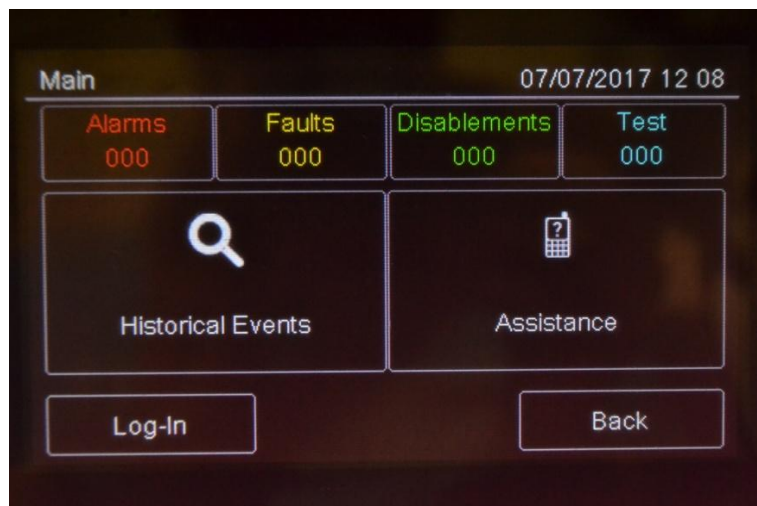 Main 07/07/2017 12 08
Alarms Faults Disablements Test
000 000 000 000
?
Historical Events Assistance
Log-In Back